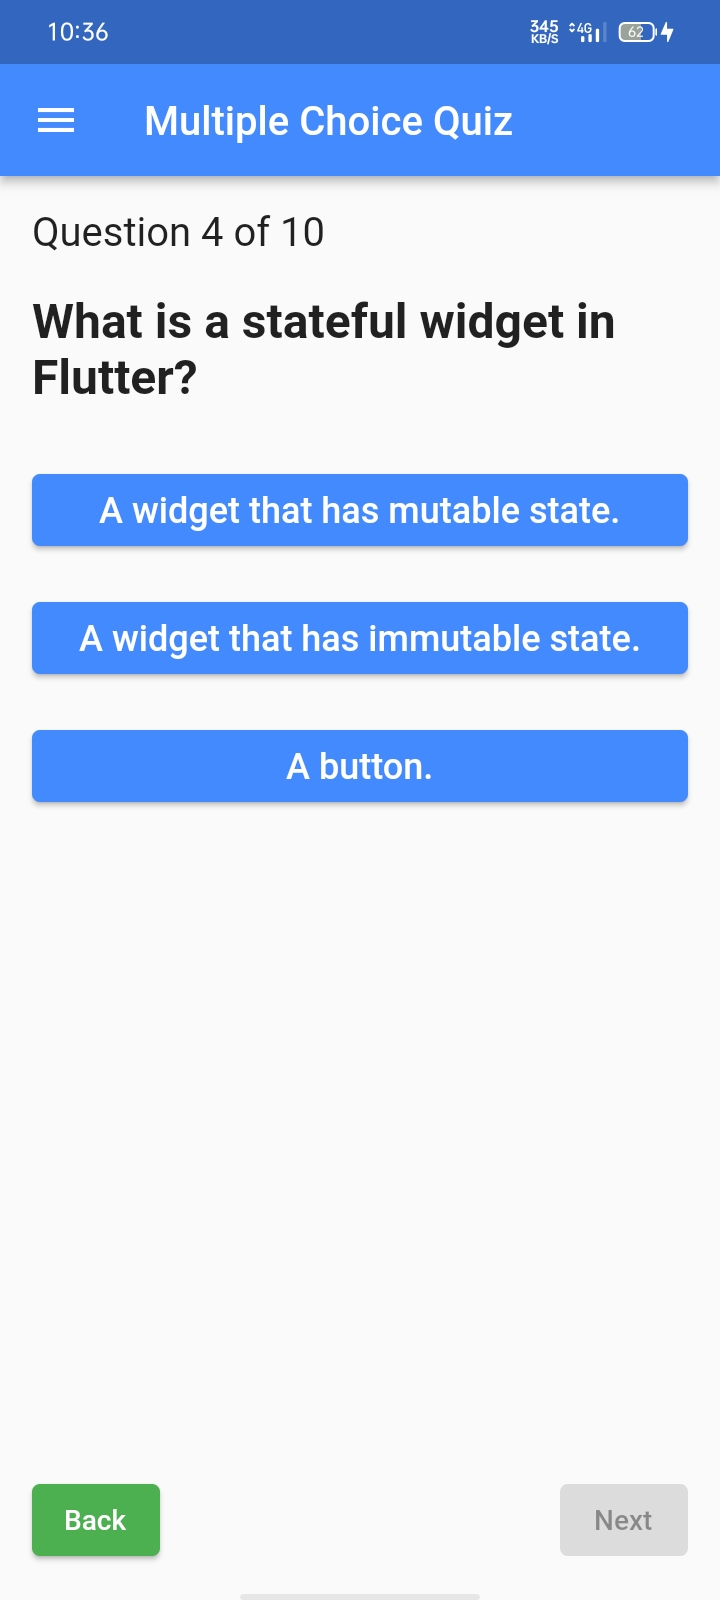 10:36
345
KB/S
4G
62
Multiple Choice Quiz
Question 4 of 10
What is a stateful widget in
Flutter?
A widget that has mutable state.
A widget that has immutable state.
A button.
Back
Next